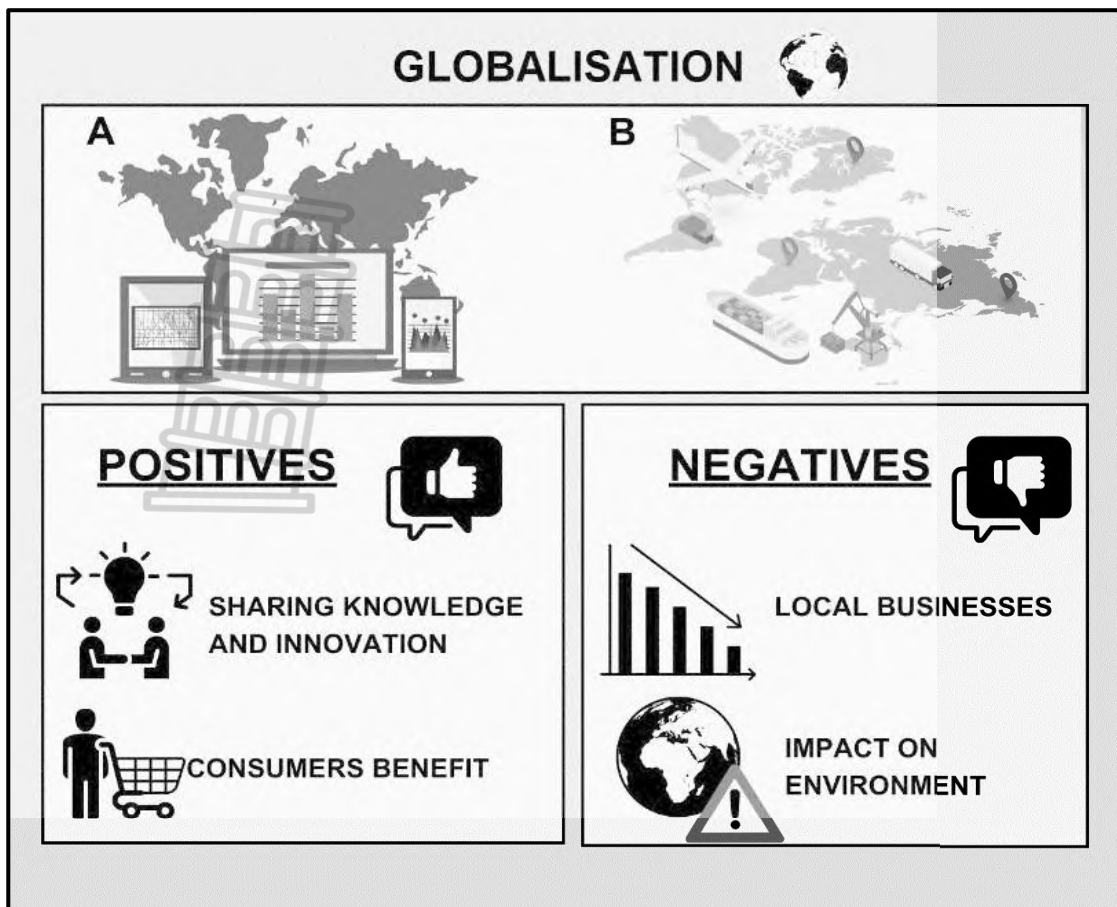 GLOBALISATION
A
B
POSITIVES
NEGATIVES
SHARING KNOWLEDGE
AND INNOVATION
LOCAL BUSINESSES
CONSUMERS BENEFIT
IMPACT ON
ENVIRONMENT